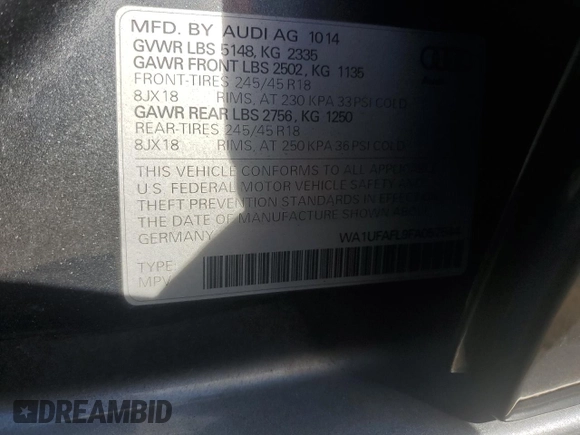 MFD. BY AUDI AG 1014
GVWR LBS 5148, KG 2335
GAWR FRONT LBS 2502, KG 1135
FRONT-TIRES 245/45 R18
8JX18 RIMS, AT 230 KPA 33 PSI COLD
GAWR REAR LBS 2756, KG 1250
REAR-TIRES 245/45 R18
8JX18 RIMS, AT 250 KPA 36 PSI COLD
THIS VEHICLE CONFORMS TO ALL
U.S. FEDERAL MOTOR VEHICLE SAFETY
THEFT PREVENTION STANDARDS IN
THE DATE OF MANUFACTURE
GERMANY
TYPE
MPV
DREAMBID